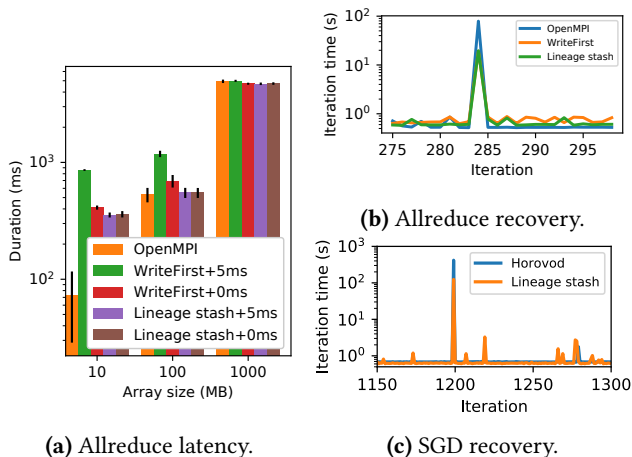 Duration (ms)
10³
10²
OpenMPI
WriteFirst+5ms
WriteFirst+0ms
Lineage stash+5ms
Lineage stash+0ms
10
100
1000
Array size (MB)
(a) Allreduce latency.
Iteration time (s)
10²
10¹
10⁰
OpenMPI
WriteFirst
Lineage stash
275
280
285
290
295
Iteration
(b) Allreduce recovery.
Iteration time (s)
10³
10²
10¹
10⁰
Horovod
Lineage stash
1150
1200
1250
1300
Iteration
(c) SGD recovery.